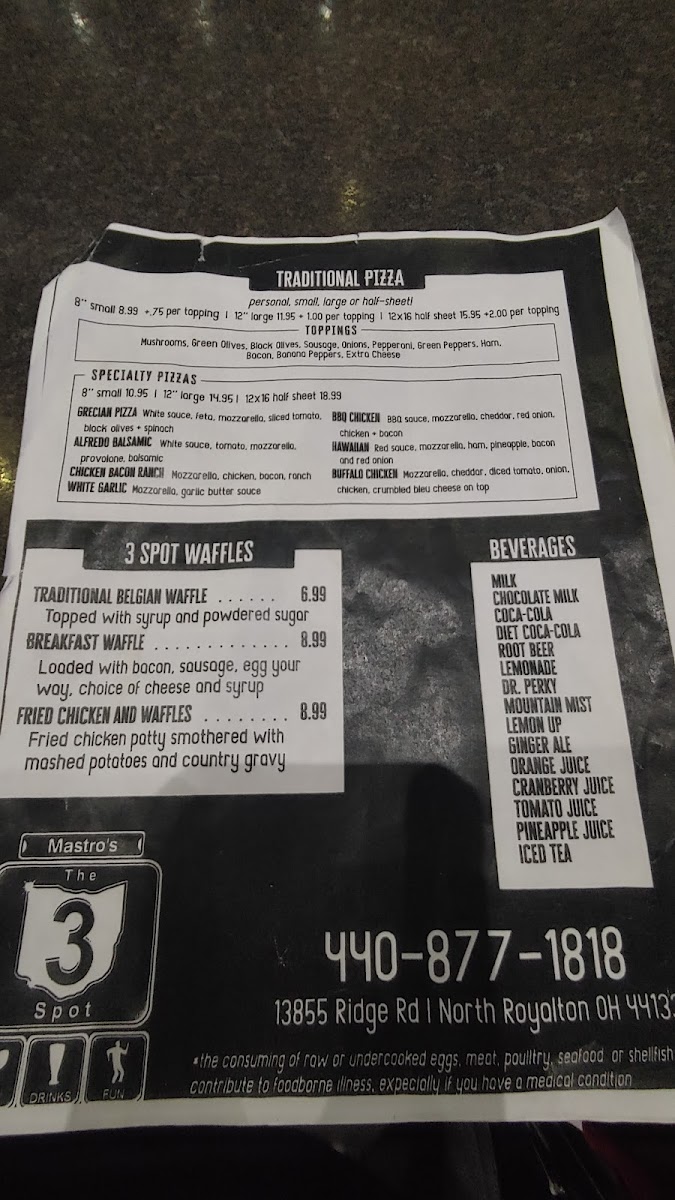 TRADITIONAL PIZZA
personal, small, large or half-sheet!
8" small 8.99 +.75 per topping | 12" large 11.95 + 1.00 per topping | 12x16 half sheet 15.95 +2.00 per topping
TOPPINGS
Mushrooms, Green Olives, Black Olives, Sausage, Onions, Pepperoni, Green Peppers, Ham,
Bacon, Banana Peppers, Extra Cheese
SPECIALTY PIZZAS
8" small 10.95 | 12" large 14.95 | 12x16 half sheet 18.99
GRECIAN PIZZA White sauce, feta, mozzarella, sliced tomato,
black olives + spinach
ALFREDO BALSAMIC White sauce, tomato, mozzarella,
provolone, balsamic
CHICKEN BACON RANCH Mozzarella, chicken, bacon, ranch
WHITE GARLIC Mozzarella, garlic butter sauce
BBQ CHICKEN BBQ sauce, mozzarella, cheddar, red onion,
chicken + bacon
HAWAIIAN Red sauce, mozzarella, ham, pineapple, bacon
and red onion
BUFFALO CHICKEN Mozzarella, cheddar, diced tomato, onion,
chicken, crumbled bleu cheese on top
3 SPOT WAFFLES
TRADITIONAL BELGIAN WAFFLE ...... 6.99
Topped with syrup and powdered sugar
BREAKFAST WAFFLE ............. 8.99
Loaded with bacon, sausage, egg your
way, choice of cheese and syrup
FRIED CHICKEN AND WAFFLES ........ 8.99
Fried chicken patty smothered with
mashed potatoes and country gravy
BEVERAGES
MILK
CHOCOLATE MILK
COCA-COLA
DIET COCA-COLA
ROOT BEER
LEMONADE
DR. PERKY
MOUNTAIN MIST
LEMON UP
GINGER ALE
ORANGE JUICE
CRANBERRY JUICE
TOMATO JUICE
PINEAPPLE JUICE
ICED TEA
Mastro's
The
3
Spot
DRINKS
FUN
440-877-1818
13855 Ridge Rd | North Royalton OH 4413
*the consuming of raw or undercooked eggs, meat, poulltry, seafood or shellfish
contribute to foodborne illness, expecially if you have a medical condition